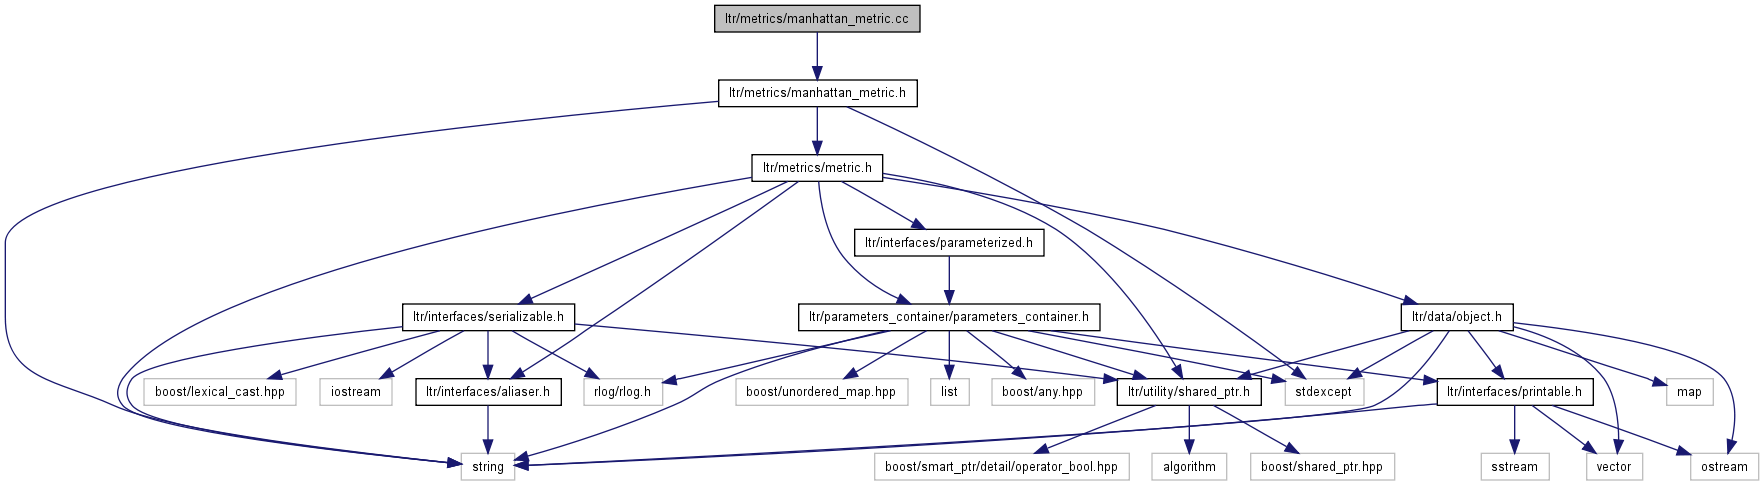 ltr/metrics/manhattan_metric.cc
ltr/metrics/manhattan_metric.h
ltr/metrics/metric.h
ltr/interfaces/parameterized.h
ltr/interfaces/serializable.h
ltr/parameters_container/parameters_container.h
ltr/data/object.h
boost/lexical_cast.hpp
iostream
ltr/interfaces/aliaser.h
rlog/rlog.h
boost/unordered_map.hpp
list
boost/any.hpp
ltr/utility/shared_ptr.h
stdexcept
ltr/interfaces/printable.h
map
string
boost/smart_ptr/detail/operator_bool.hpp
algorithm
boost/shared_ptr.hpp
sstream
vector
ostream